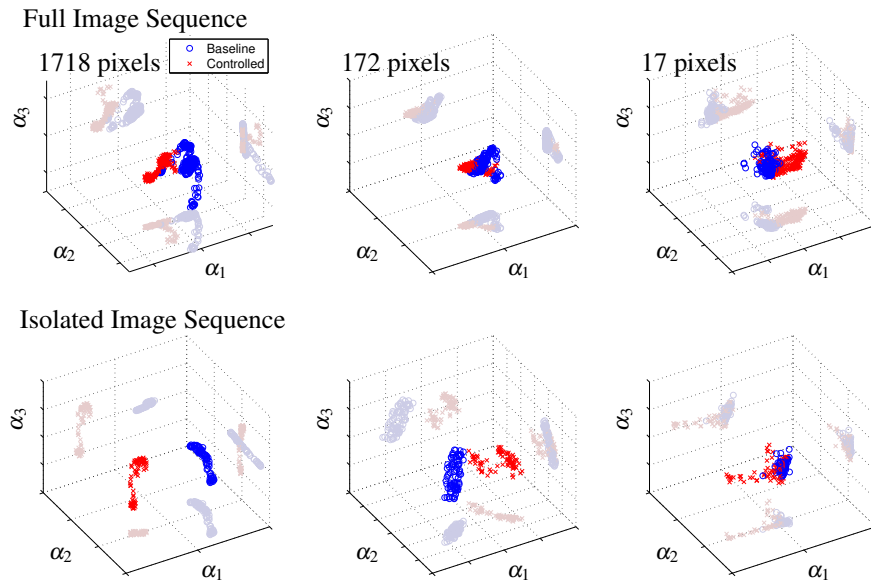 Full Image Sequence
1718 pixels
Baseline
Controlled
172 pixels
17 pixels
α3
α2
α1
α3
α2
α1
α3
α2
α1
Isolated Image Sequence
α3
α2
α1
α3
α2
α1
α3
α2
α1